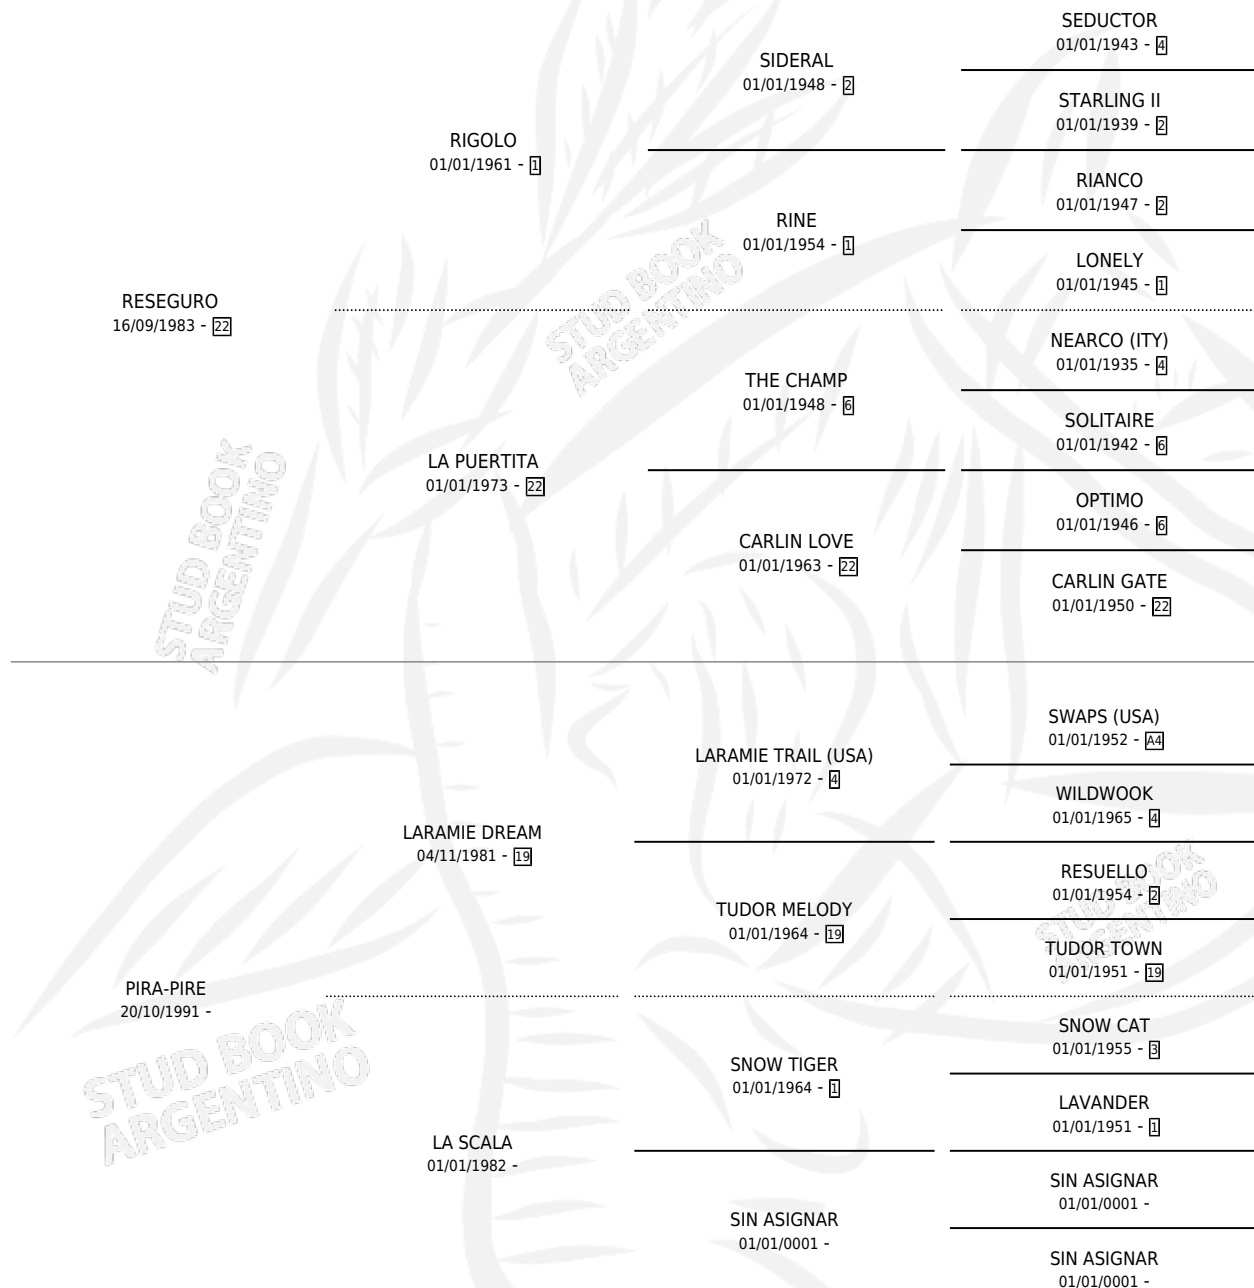 SEDUCTOR
01/01/1943 - 4
SIDERAL
01/01/1948 - 2
STARLING II
01/01/1939 - 2
RIGOLO
01/01/1961 - 1
RIANCO
01/01/1947 - 2
RINE
01/01/1954 - 1
LONELY
01/01/1945 - 1
RESEGURO
16/09/1983 - 22
NEARCO (ITY)
01/01/1935 - 4
THE CHAMP
01/01/1948 - 6
SOLITAIRE
01/01/1942 - 6
LA PUERTITA
01/01/1973 - 22
OPTIMO
01/01/1946 - 6
CARLIN LOVE
01/01/1963 - 22
CARLIN GATE
01/01/1950 - 22
SWAPS (USA)
01/01/1952 - A4
LARAMIE TRAIL (USA)
01/01/1972 - 4
WILDWOOK
01/01/1965 - 4
LARAMIE DREAM
04/11/1981 - 19
RESUELLO
01/01/1954 - 2
TUDOR MELODY
01/01/1964 - 19
TUDOR TOWN
01/01/1951 - 19
PIRA-PIRE
20/10/1991 -
SNOW CAT
01/01/1955 - 3
SNOW TIGER
01/01/1964 - 1
LAVANDER
01/01/1951 - 1
LA SCALA
01/01/1982 -
SIN ASIGNAR
01/01/0001 -
SIN ASIGNAR
01/01/0001 -
SIN ASIGNAR
01/01/0001 -
STUD BOOK
ARGENTINO
STUD BOOK
ARGENTINO
STUD BOOK
ARGENTINO
STUD BOOK
ARGENTINO